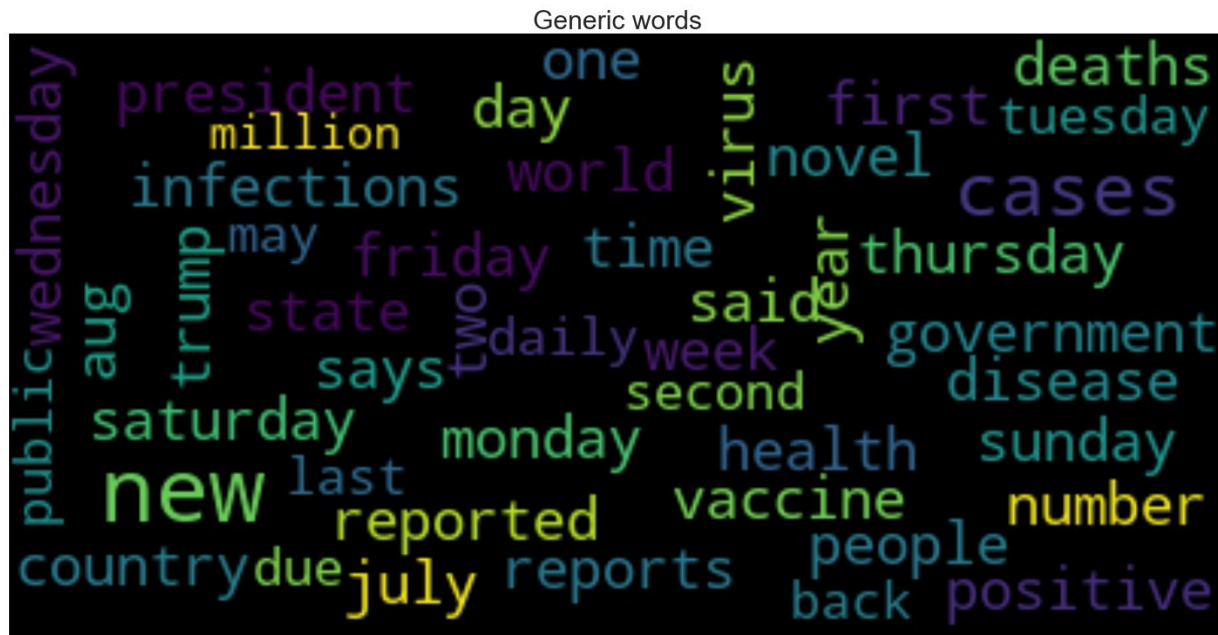 Generic words
one
deaths
wednesday
president
day
virus
first
tuesday
million
world
novel
infections
cases
may
friday
time
year
thursday
trump
aug
state
two
said
daily
week
government
says
second
disease
public
saturday
monday
health
sunday
new
last
reported
vaccine
number
country
due
july
reports
people
back
positive